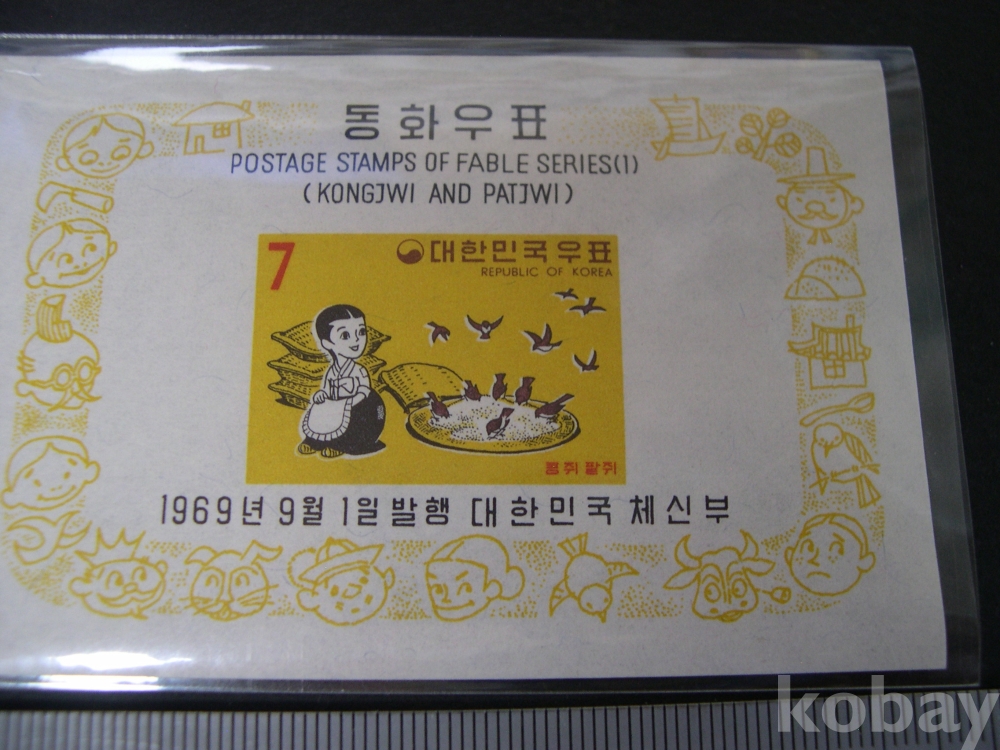 동화우표
POSTAGE STAMPS OF FABLE SERIES(1)
(KONGJWI AND PATJWI)
7
대한민국우표
REPUBLIC OF KOREA
콩쥐 팥쥐
1969년 9월 1일 발행 대한민국 체신부
kobay